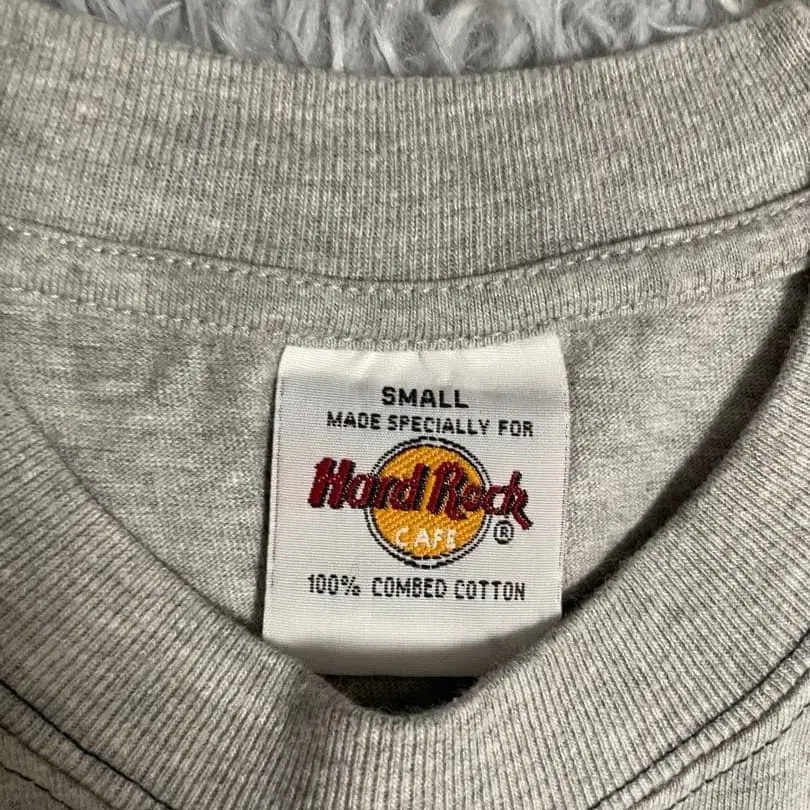 SMALL
MADE SPECIALLY FOR
Hard Rock
CAFE ®
100% COMBED COTTON